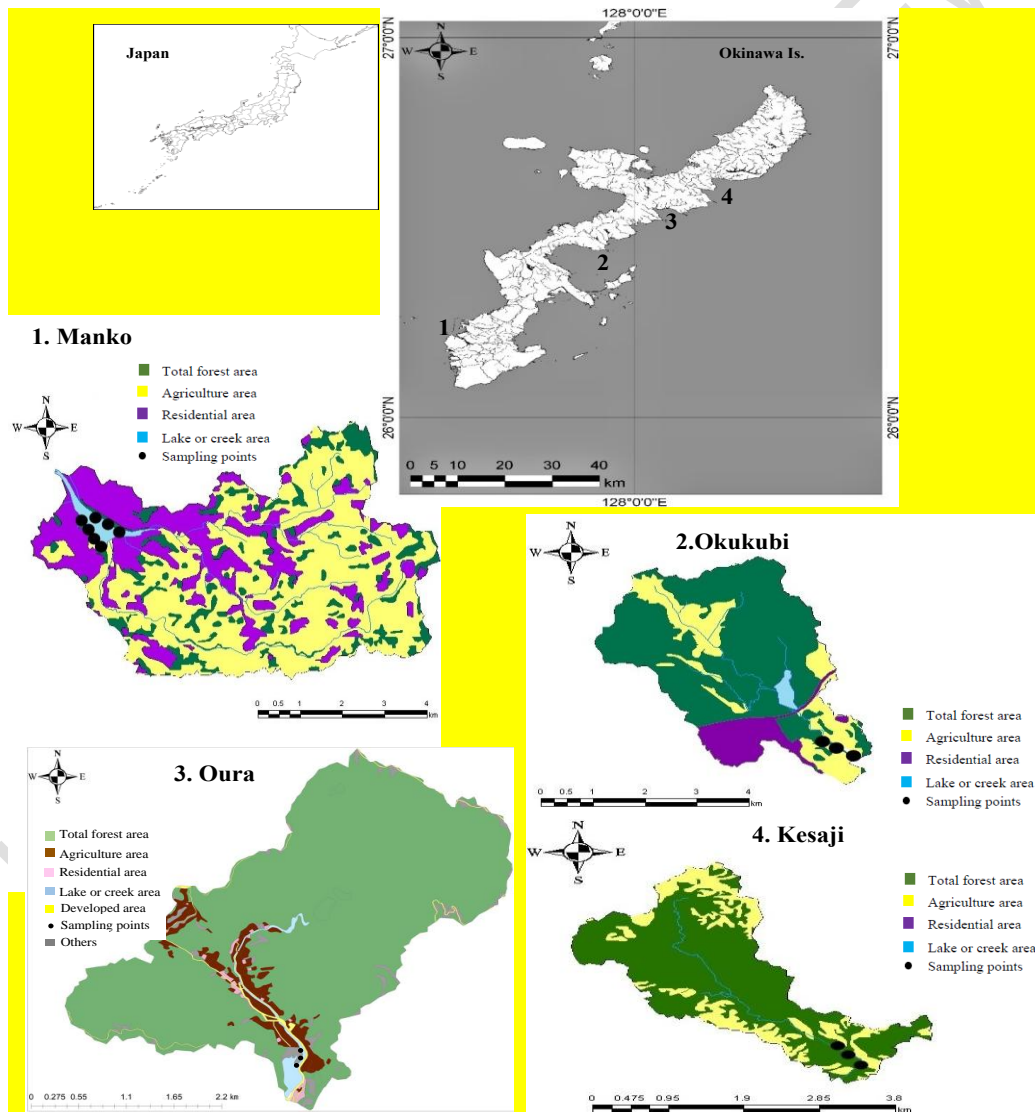 Japan
128°0'0"E
27°0'0"N
27°0'0"N
N
W E
S
Okinawa Is.
4
3
2
1
26°0'0"N
26°0'0"N
0 5 10 20 30 40
km
128°0'0"E
1. Manko
Total forest area
Agriculture area
Residential area
Lake or creek area
Sampling points
N
W E
S
0 0.5 1 2 3 4
km
2.Okukubi
N
W E
S
Total forest area
Agriculture area
Residential area
Lake or creek area
Sampling points
0 0.5 1 2 3 4
km
3. Oura
N
W E
S
Total forest area
Agriculture area
Residential area
Lake or creek area
Developed area
Sampling points
Others
0 0.275 0.55 1.1 1.65 2.2 km
4. Kesaji
N
W E
S
Total forest area
Agriculture area
Residential area
Lake or creek area
Sampling points
0 0.475 0.95 1.9 2.85 3.8
km